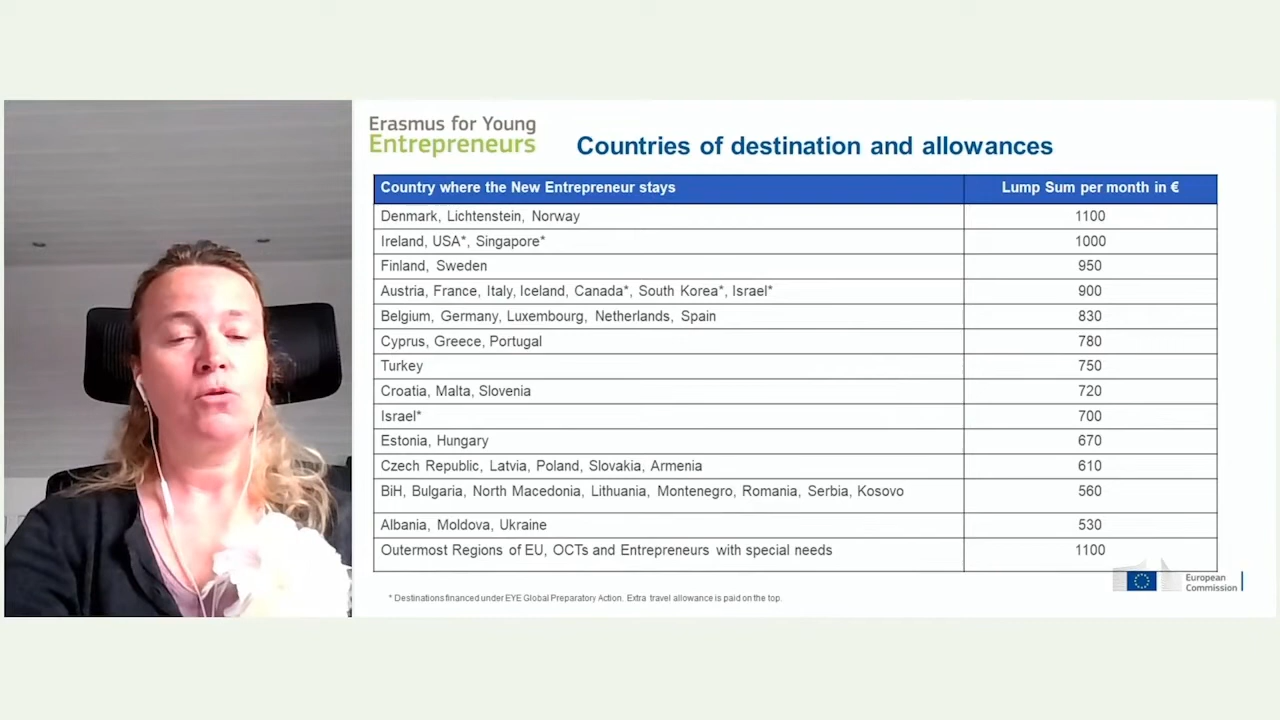 Erasmus for Young
Entrepreneurs
Countries of destination and allowances
Country where the New Entrepreneur stays Lump Sum per month in €
Denmark, Lichtenstein, Norway 1100
Ireland, USA*, Singapore* 1000
Finland, Sweden 950
Austria, France, Italy, Iceland, Canada*, South Korea*, Israel* 900
Belgium, Germany, Luxembourg, Netherlands, Spain 830
Cyprus, Greece, Portugal 780
Turkey 750
Croatia, Malta, Slovenia 720
Israel* 700
Estonia, Hungary 670
Czech Republic, Latvia, Poland, Slovakia, Armenia 610
BiH, Bulgaria, North Macedonia, Lithuania, Montenegro, Romania, Serbia, Kosovo 560
Albania, Moldova, Ukraine 530
Outermost Regions of EU, OCTs and Entrepreneurs with special needs 1100
* Destinations financed under EYE Global Preparatory Action. Extra travel allowance is paid on the top.
European
Commission